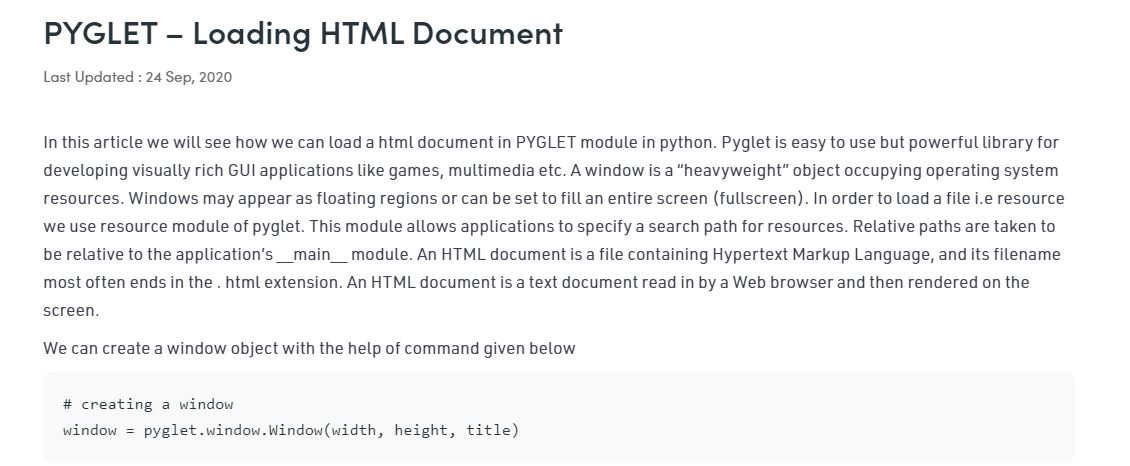 PYGLET – Loading HTML Document
Last Updated : 24 Sep, 2020
In this article we will see how we can load a html document in PYGLET module in python. Pyglet is easy to use but powerful library for
developing visually rich GUI applications like games, multimedia etc. A window is a “heavyweight” object occupying operating system
resources. Windows may appear as floating regions or can be set to fill an entire screen (fullscreen). In order to load a file i.e resource
we use resource module of pyglet. This module allows applications to specify a search path for resources. Relative paths are taken to
be relative to the application’s __main__ module. An HTML document is a file containing Hypertext Markup Language, and its filename
most often ends in the . html extension. An HTML document is a text document read in by a Web browser and then rendered on the
screen.
We can create a window object with the help of command given below
# creating a window
window = pyglet.window.Window(width, height, title)